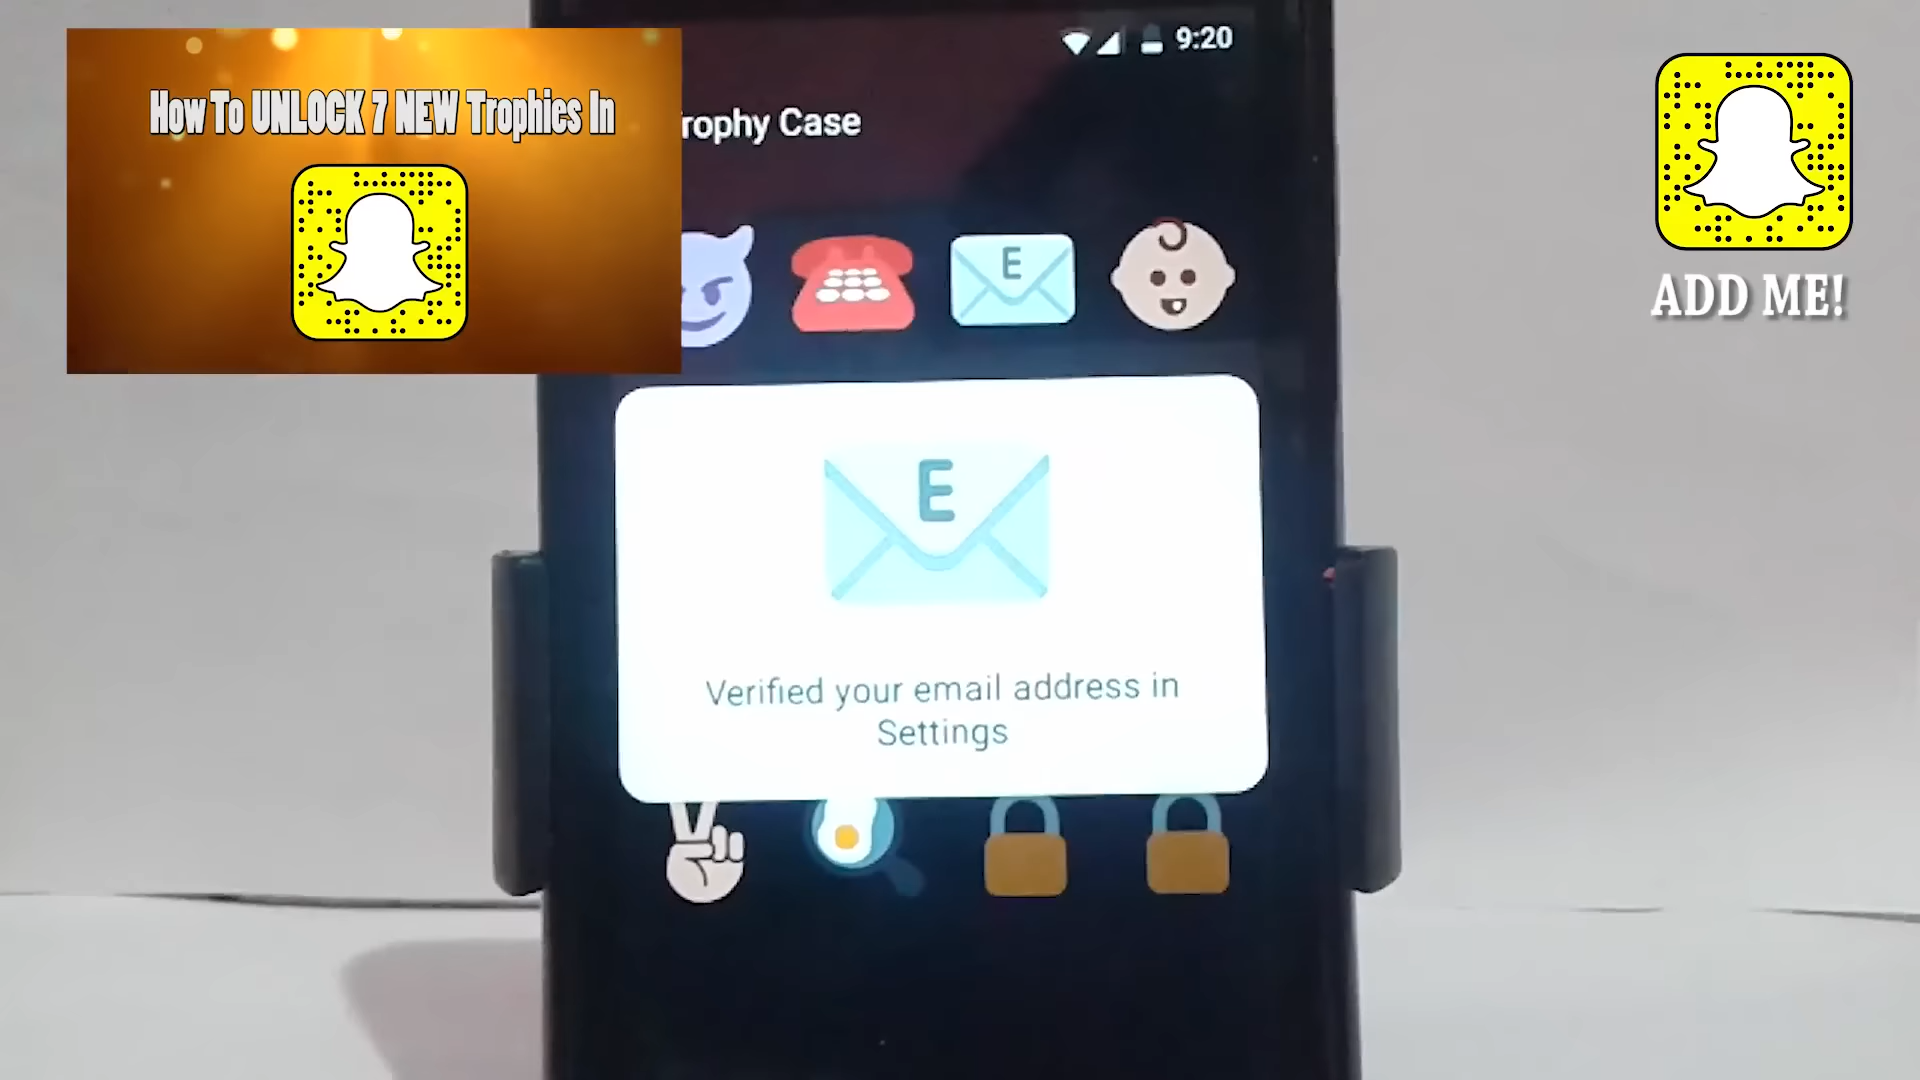 How To UNLOCK 7 NEW Trophies In
9:20
rophy Case
E
E
Verified your email address in
Settings
ADD ME!